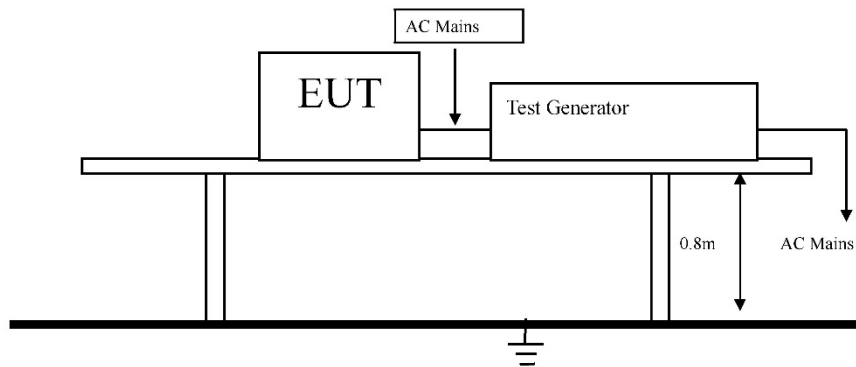 AC Mains
EUT
Test Generator
0.8m
AC Mains